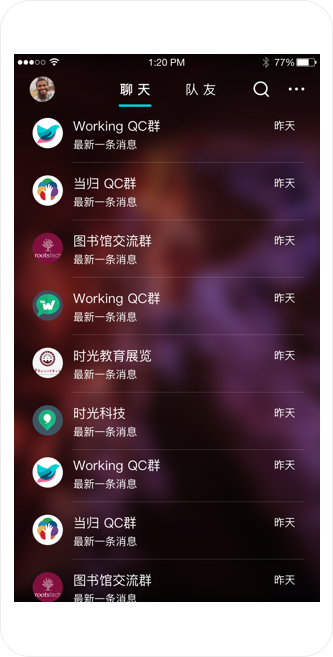 1:20 PM
77%
聊天
队友
Working QC群
昨天
最新一条消息
当归 QC群
昨天
最新一条消息
图书馆交流群
昨天
最新一条消息
rootstech
Working QC群
昨天
最新一条消息
时光教育展览
昨天
最新一条消息
时光科技
昨天
最新一条消息
Working QC群
昨天
最新一条消息
当归 QC群
昨天
最新一条消息
图书馆交流群
昨天
rootstech
最新一条消息